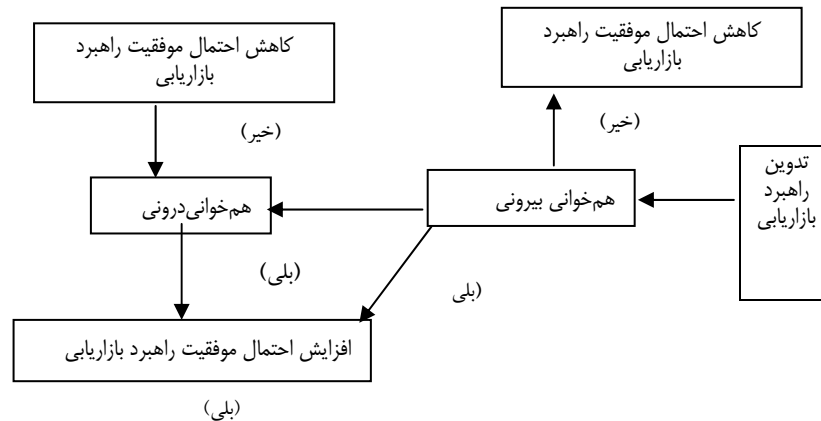 کاهش احتمال موفقیت راهبرد
بازاریابی
کاهش احتمال موفقیت راهبرد
بازاریابی
(خیر)
(خیر)
تدوین
راهبرد
بازاریابی
هم‌خوانی بیرونی
هم‌خوانی‌درونی
(بلی)
(بلی
افزایش احتمال موفقیت راهبرد بازاریابی
(بلی)